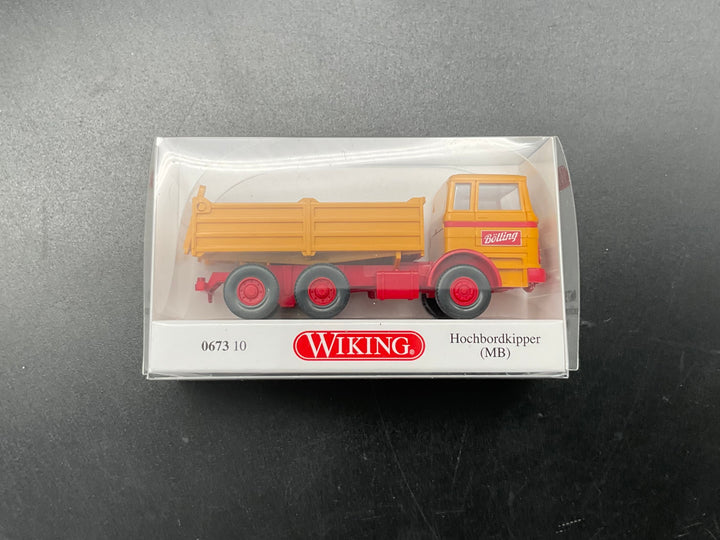 Bölling
0673 10
WIKING®
Hochbordkipper
(MB)